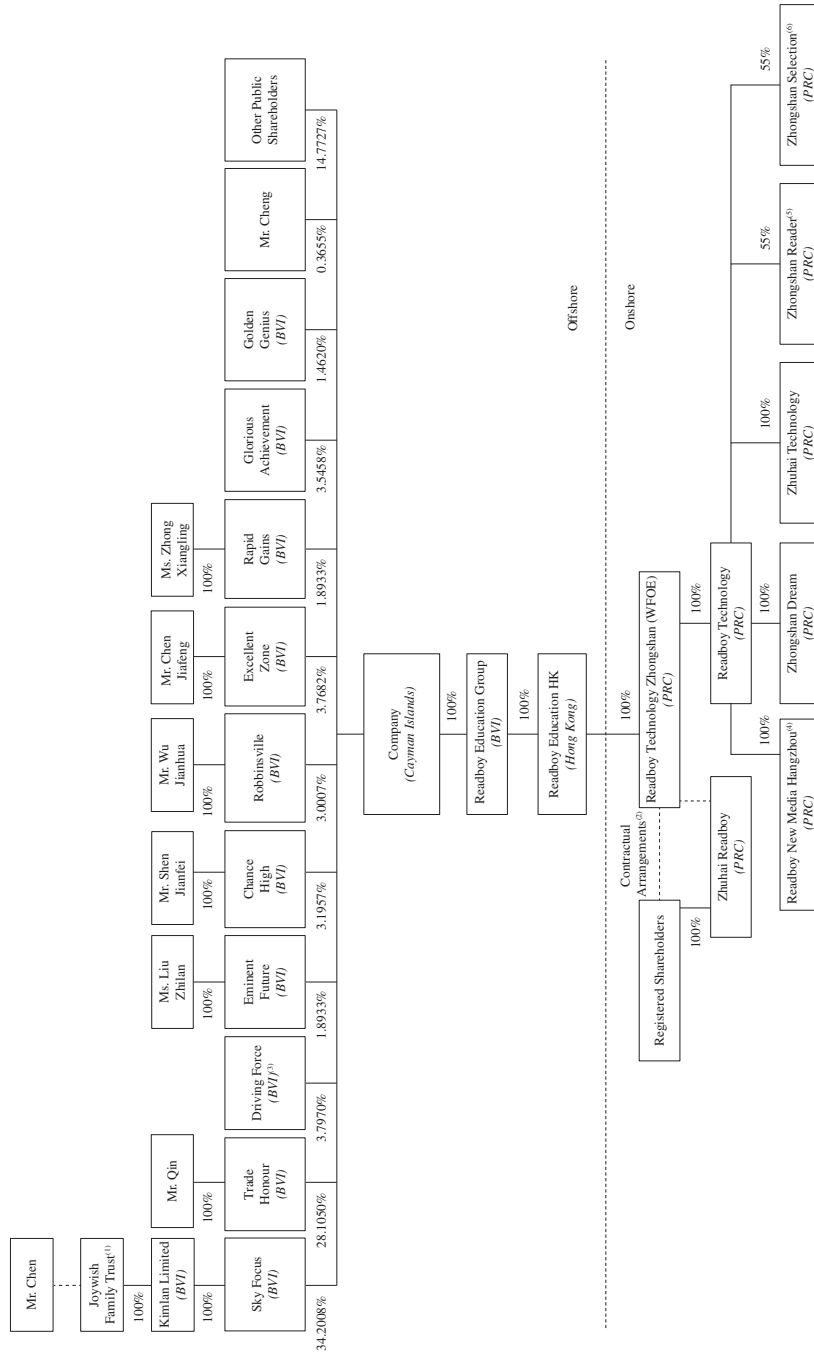 Mr. Chen
Joywish
Family Trust(1)
100%
Kimlan Limited
(BVI)
Mr. Qin
Ms. Liu
Zhilan
Mr. Shen
Jianfei
Mr. Wu
Jianhua
Mr. Chen
Jiafeng
Ms. Zhong
Xiangling
100%
100%
100%
100%
100%
100%
100%
Sky Focus
(BVI)
Trade
Honour
(BVI)
Driving Force
(BVI)(3)
Eminent
Future
(BVI)
Chance
High
(BVI)
Robbinsville
(BVI)
Excellent
Zone
(BVI)
Rapid
Gains
(BVI)
Glorious
Achievement
(BVI)
Golden
Genius
(BVI)
Mr. Cheng
Other Public
Shareholders
34.2008%
28.1050%
3.7970%
1.8933%
3.1957%
3.0007%
3.7682%
1.8933%
3.5458%
1.4620%
0.3655%
14.7727%
Company
(Cayman Islands)
100%
Readboy Education Group
(BVI)
100%
Readboy Education HK
(Hong Kong)
Offshore
Onshore
100%
Contractual
Arrangements(2)
Registered Shareholders
Readboy Technology Zhongshan (WFOE)
(PRC)
100%
100%
Zhuhai Readboy
(PRC)
Readboy Technology
(PRC)
100%
100%
100%
55%
55%
Readboy New Media Hangzhou(4)
(PRC)
Zhongshan Dream
(PRC)
Zhuhai Technology
(PRC)
Zhongshan Reader(5)
(PRC)
Zhongshan Selection(6)
(PRC)